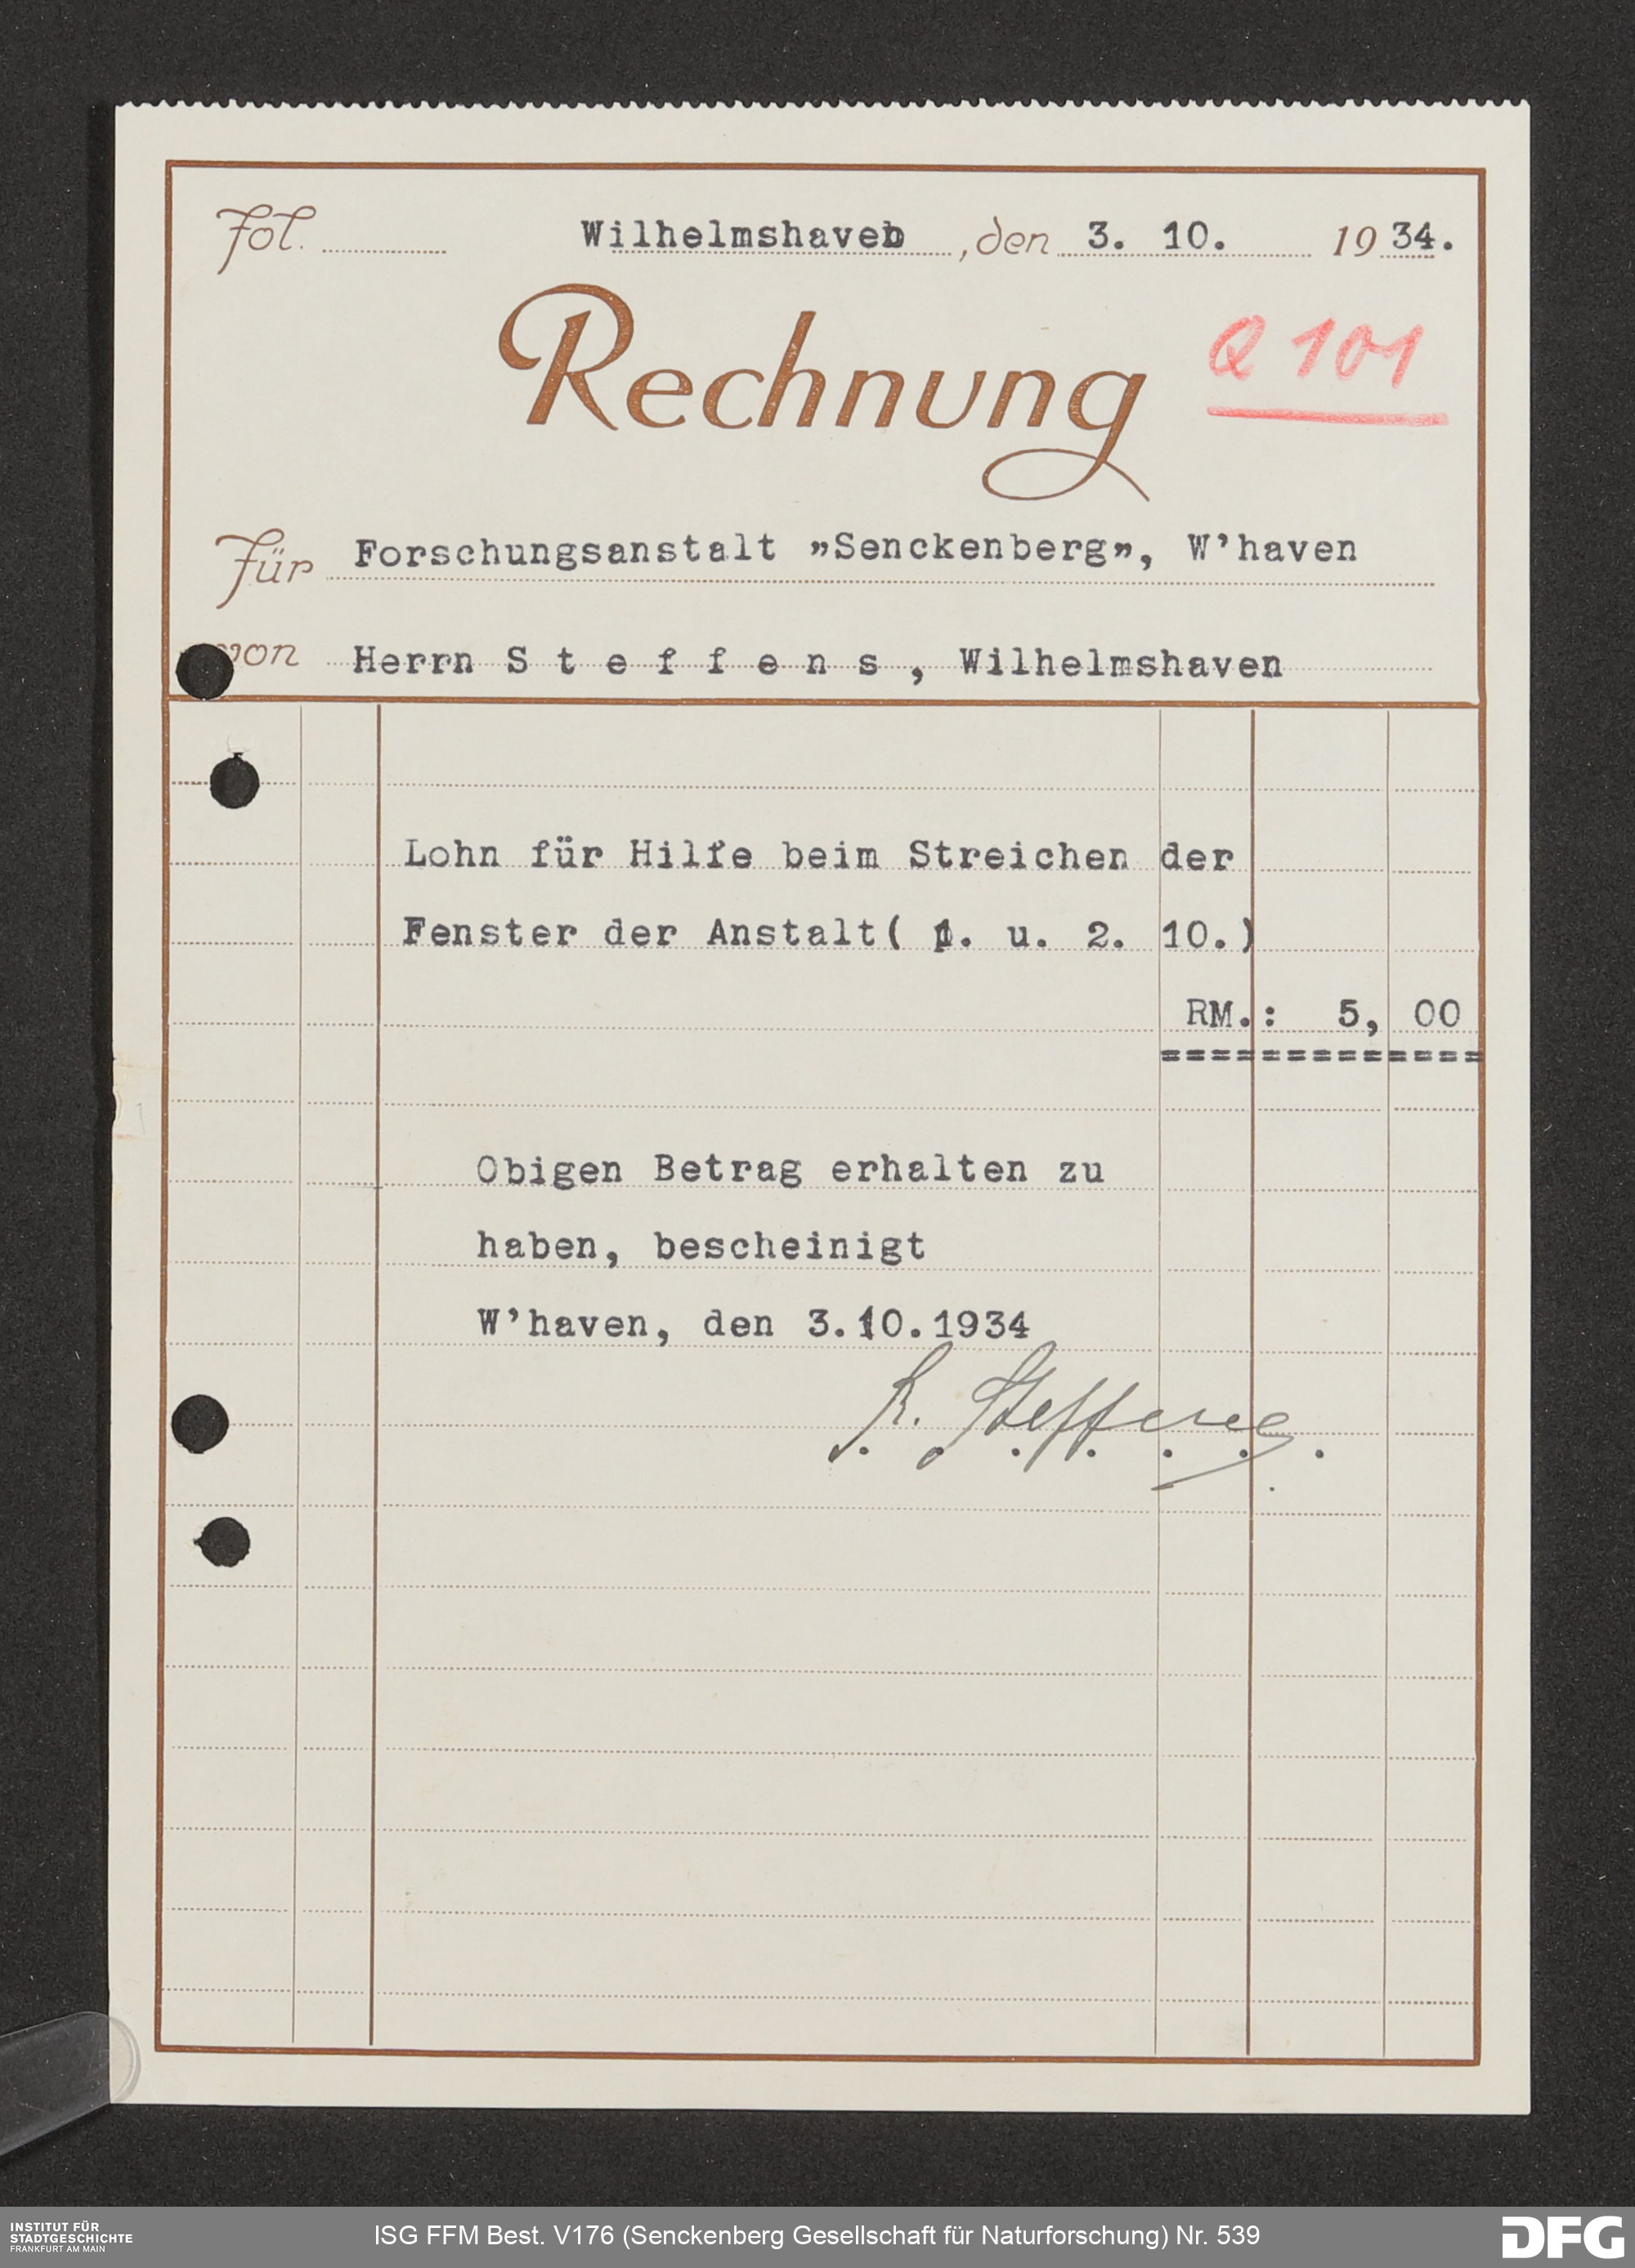 Fol. Wilhelmshaven, den 3. 10. 1934.
Rechnung
Q 101
Für Forschungsanstalt „Senckenberg„, W'haven
von Herrn S t e f f e n s , Wilhelmshaven
Lohn für Hilfe beim Streichen der
Fenster der Anstalt( 1. u. 2. 10.)
RM.: 5, 00
=============
Obigen Betrag erhalten zu
haben, bescheinigt
W'haven, den 3.10.1934
R. Steffens
INSTITUT FÜR
STADTGESCHICHTE
FRANKFURT AM MAIN
ISG FFM Best. V176 (Senckenberg Gesellschaft für Naturforschung) Nr. 539
DFG